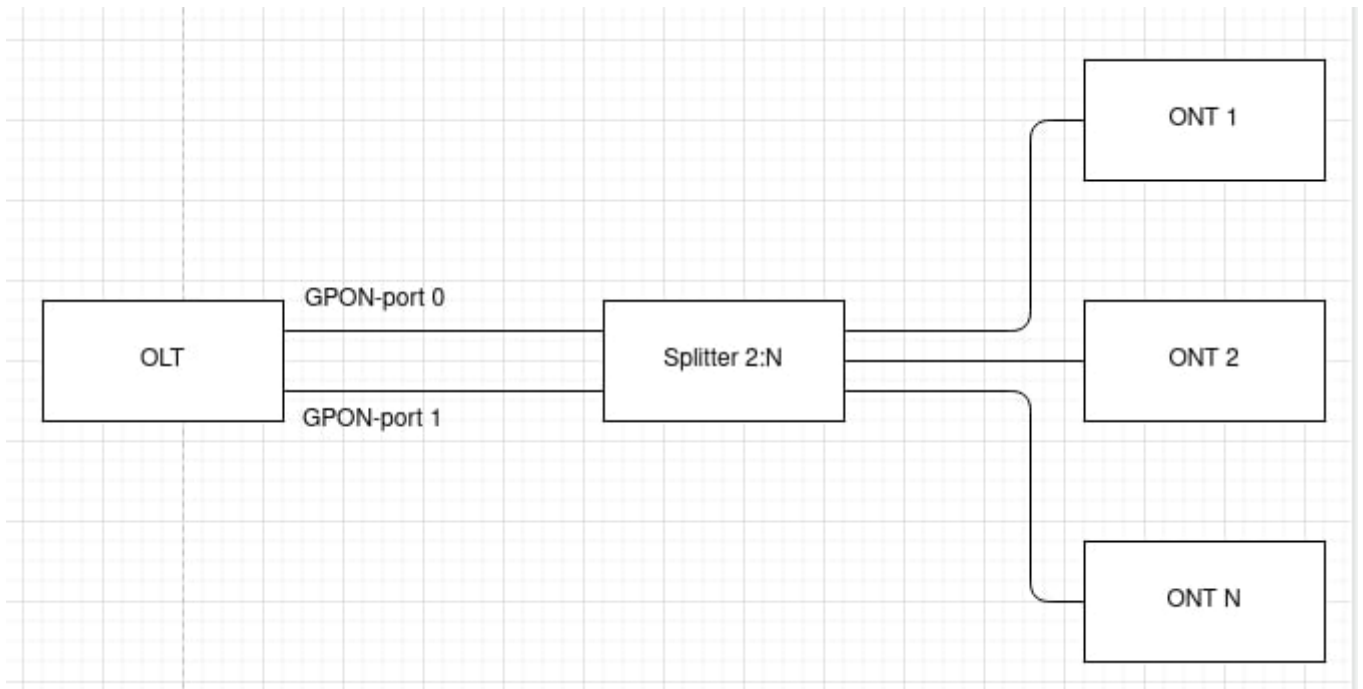 ONT 1
GPON-port 0
OLT
Splitter 2:N
ONT 2
GPON-port 1
ONT N